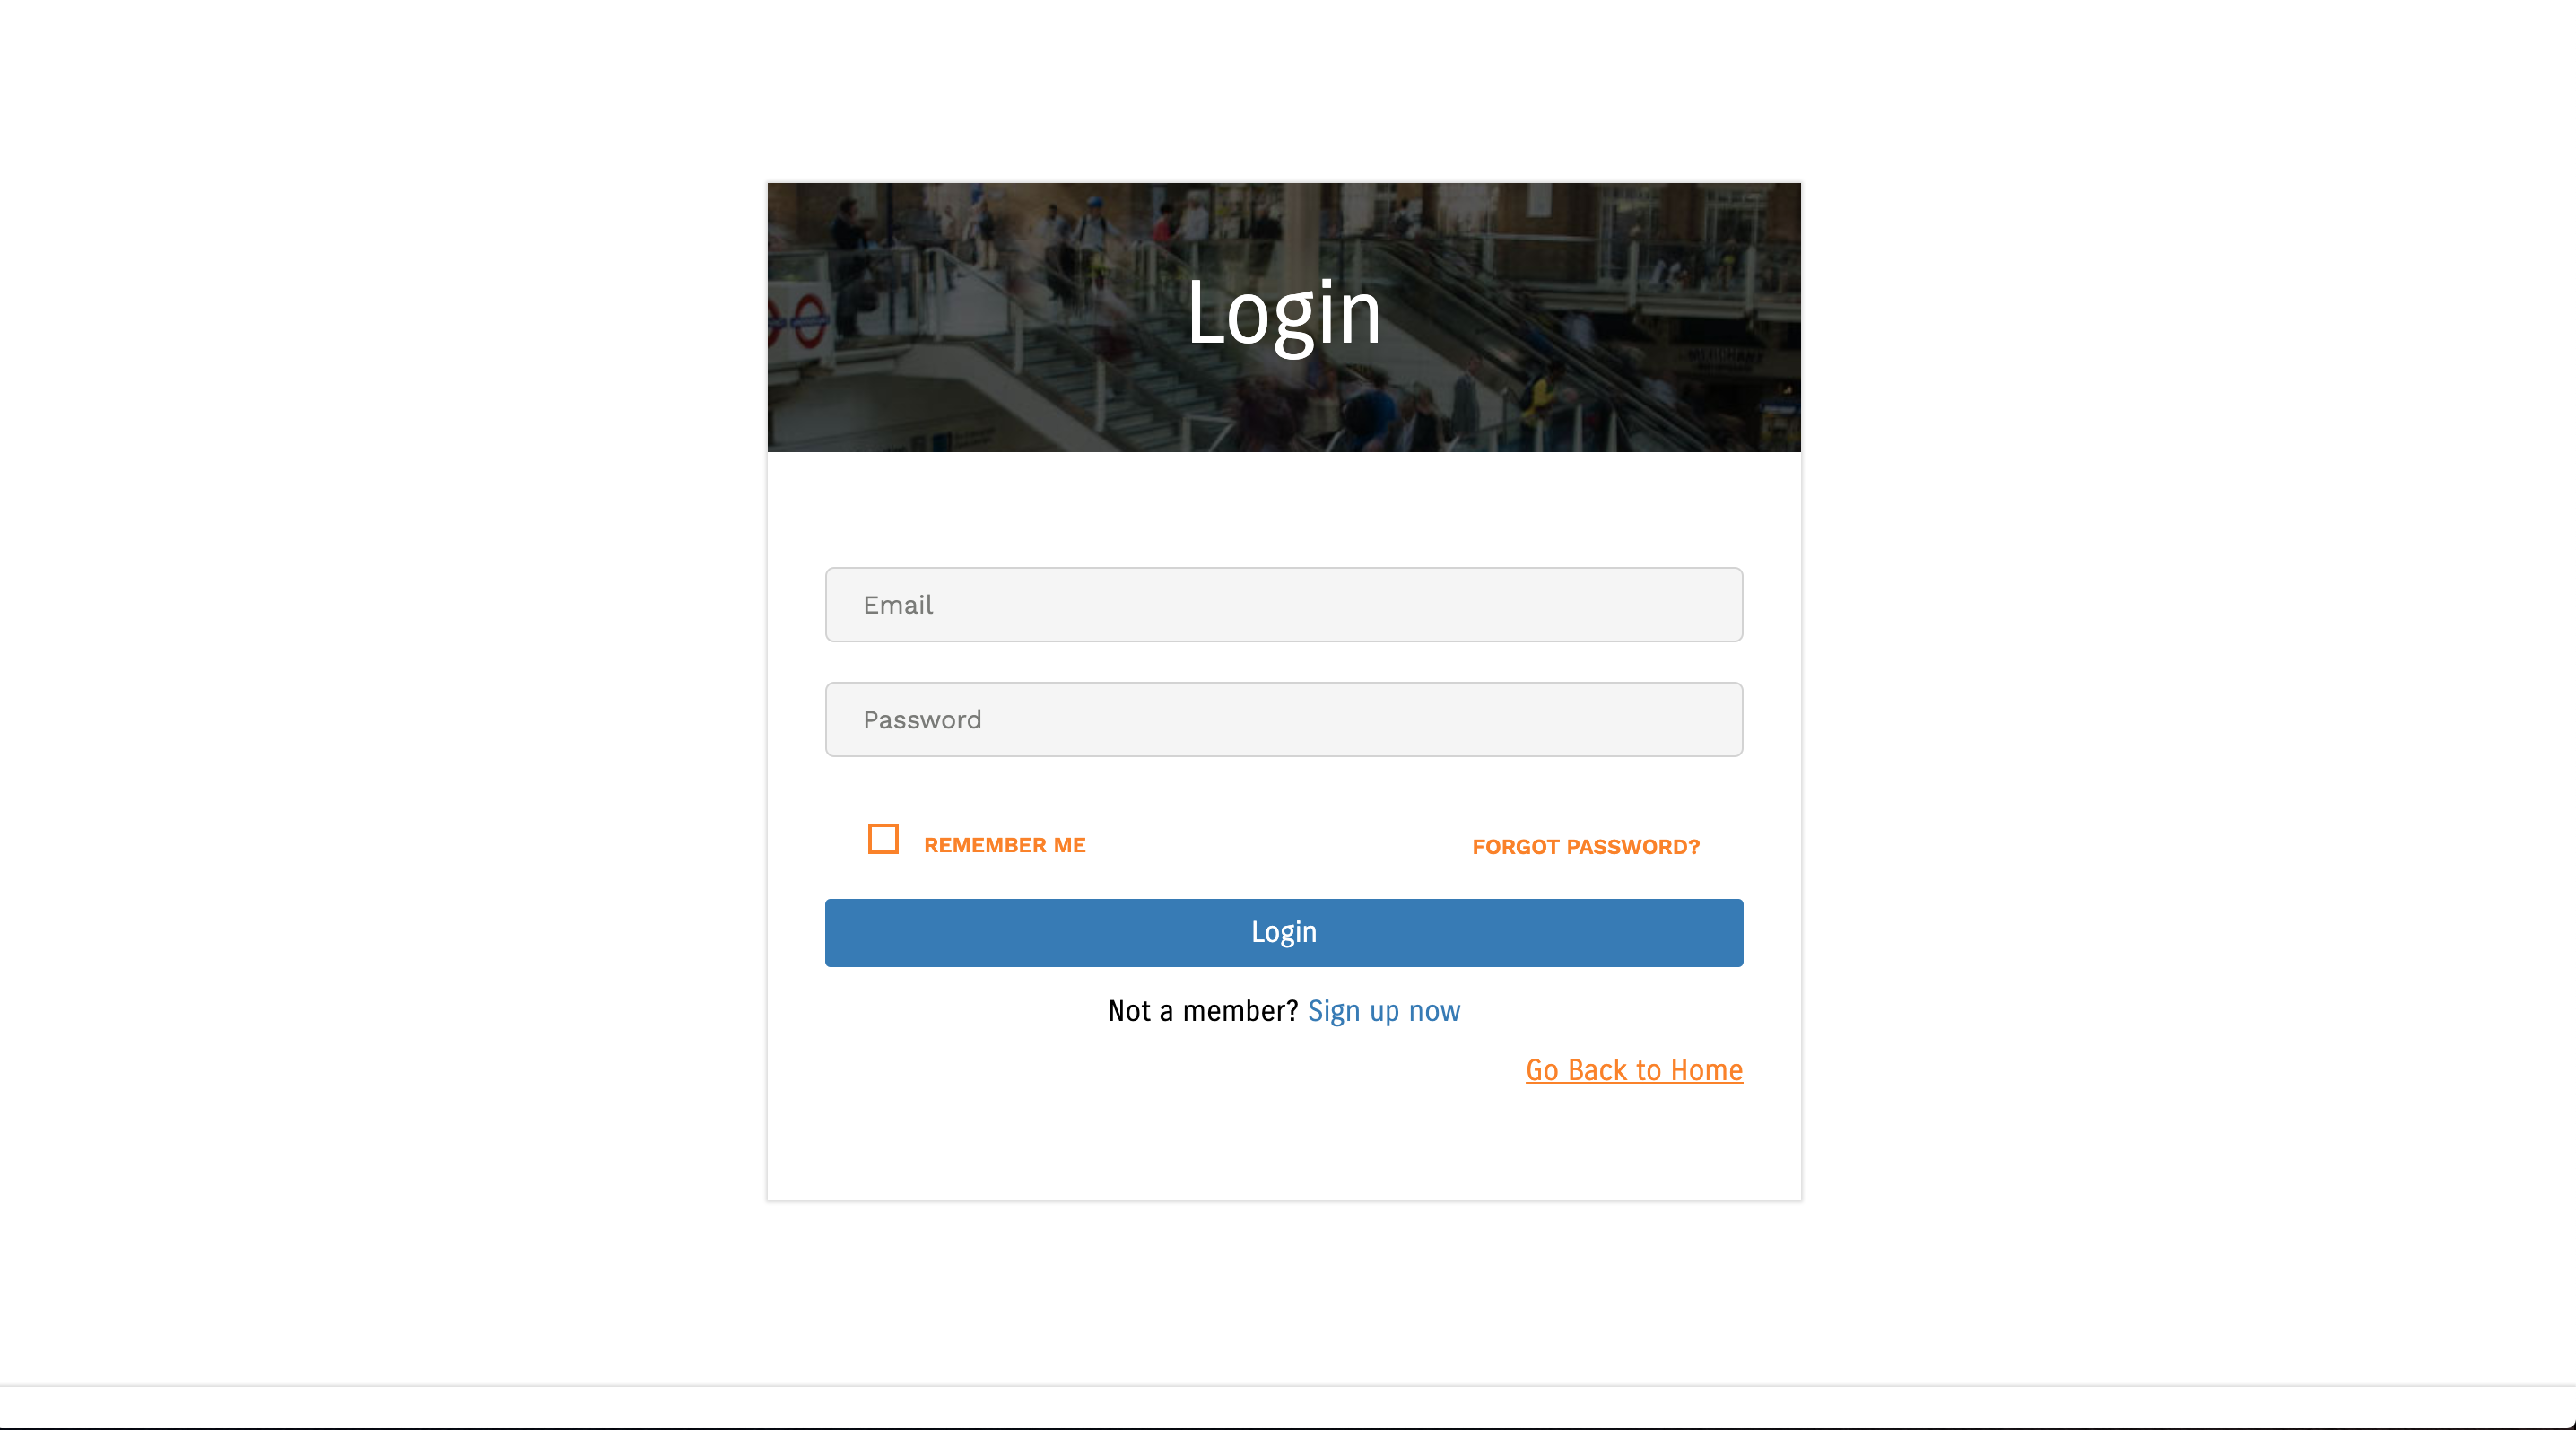 Login
Email
Password
REMEMBER ME
FORGOT PASSWORD?
Login
Not a member? Sign up now
Go Back to Home